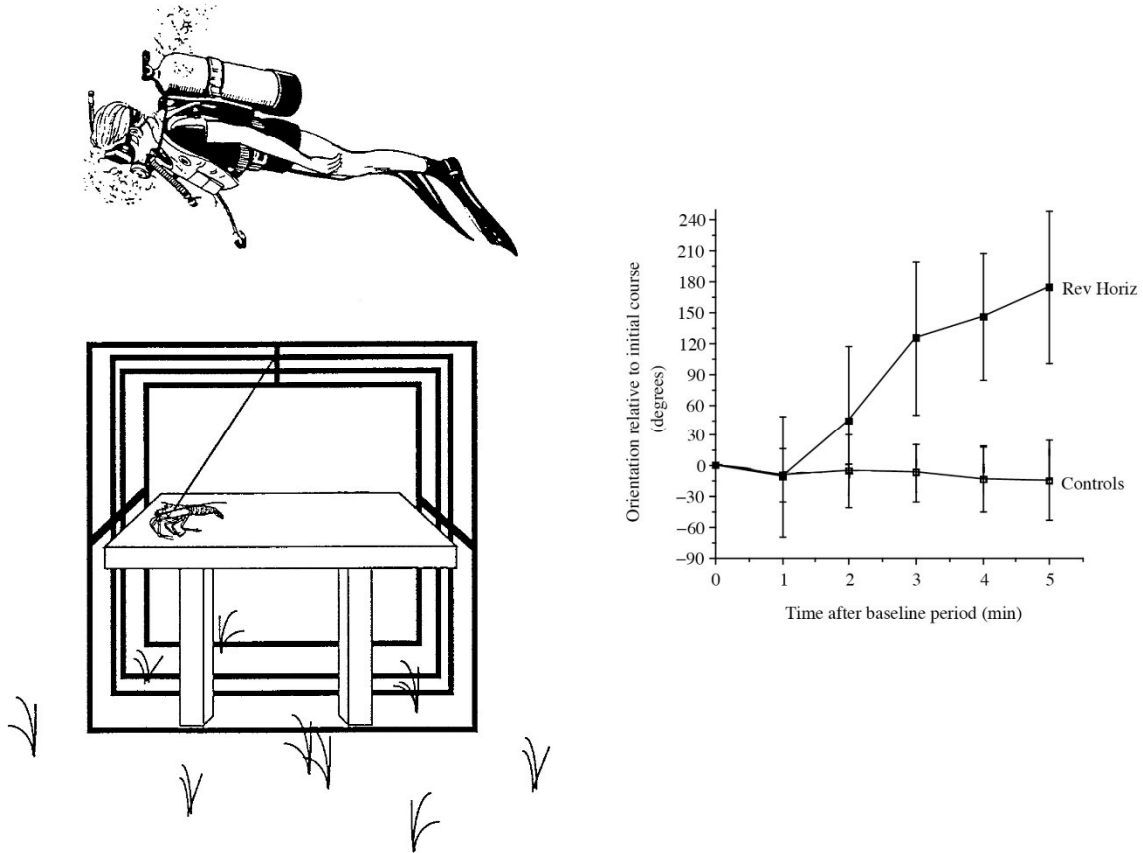 240
210
180
150
120
90
60
30
0
−30
−60
−90
0 1 2 3 4 5
Orientation relative to initial course
(degrees)
Time after baseline period (min)
Rev Horiz
Controls